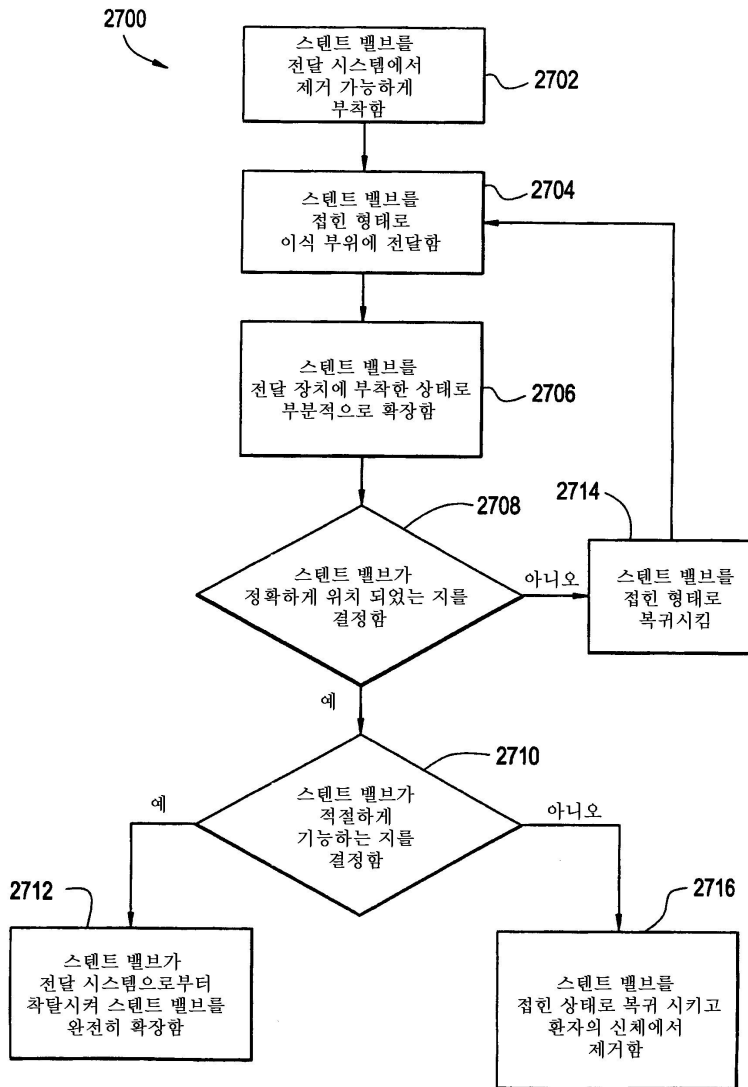 2700
스텐트 밸브를
전달 시스템에서
제거 가능하게
부착함
2702
2704
스텐트 밸브를
접힌 형태로
이식 부위에 전달함
스텐트 밸브를
전달 장치에 부착한 상태로
부분적으로 확장함
2706
2708
2714
스텐트 밸브가
정확하게 위치 되었는 지를
결정함
아니오
스텐트 밸브를
접힌 형태로
복귀시킴
예
2710
스텐트 밸브가
적절하게
기능하는 지를
결정함
예
아니오
2712
2716
스텐트 밸브가
전달 시스템으로부터
착탈시켜 스텐트 밸브를
완전히 확장함
스텐트 밸브를
접힌 상태로 복귀 시키고
환자의 신체에서
제거함